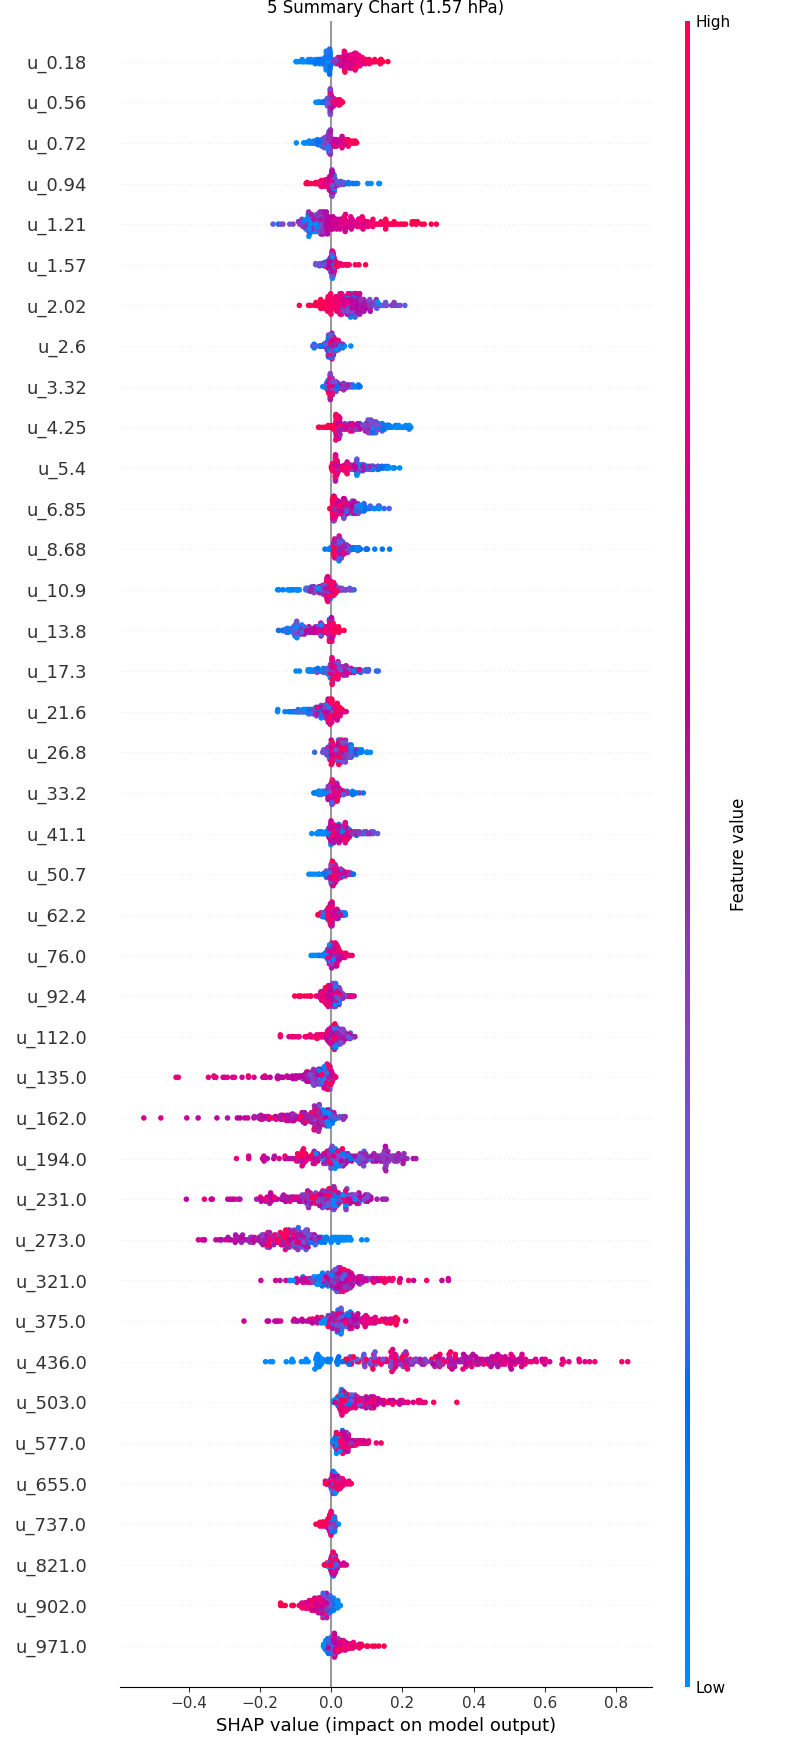 5 Summary Chart (1.57 hPa)
High
u_0.18
u_0.56
u_0.72
u_0.94
u_1.21
u_1.57
u_2.02
u_2.6
u_3.32
u_4.25
u_5.4
u_6.85
u_8.68
u_10.9
u_13.8
u_17.3
u_21.6
u_26.8
u_33.2
u_41.1
u_50.7
u_62.2
u_76.0
u_92.4
u_112.0
u_135.0
u_162.0
u_194.0
u_231.0
u_273.0
u_321.0
u_375.0
u_436.0
u_503.0
u_577.0
u_655.0
u_737.0
u_821.0
u_902.0
u_971.0
Feature value
Low
−0.4 −0.2 0.0 0.2 0.4 0.6 0.8
SHAP value (impact on model output)